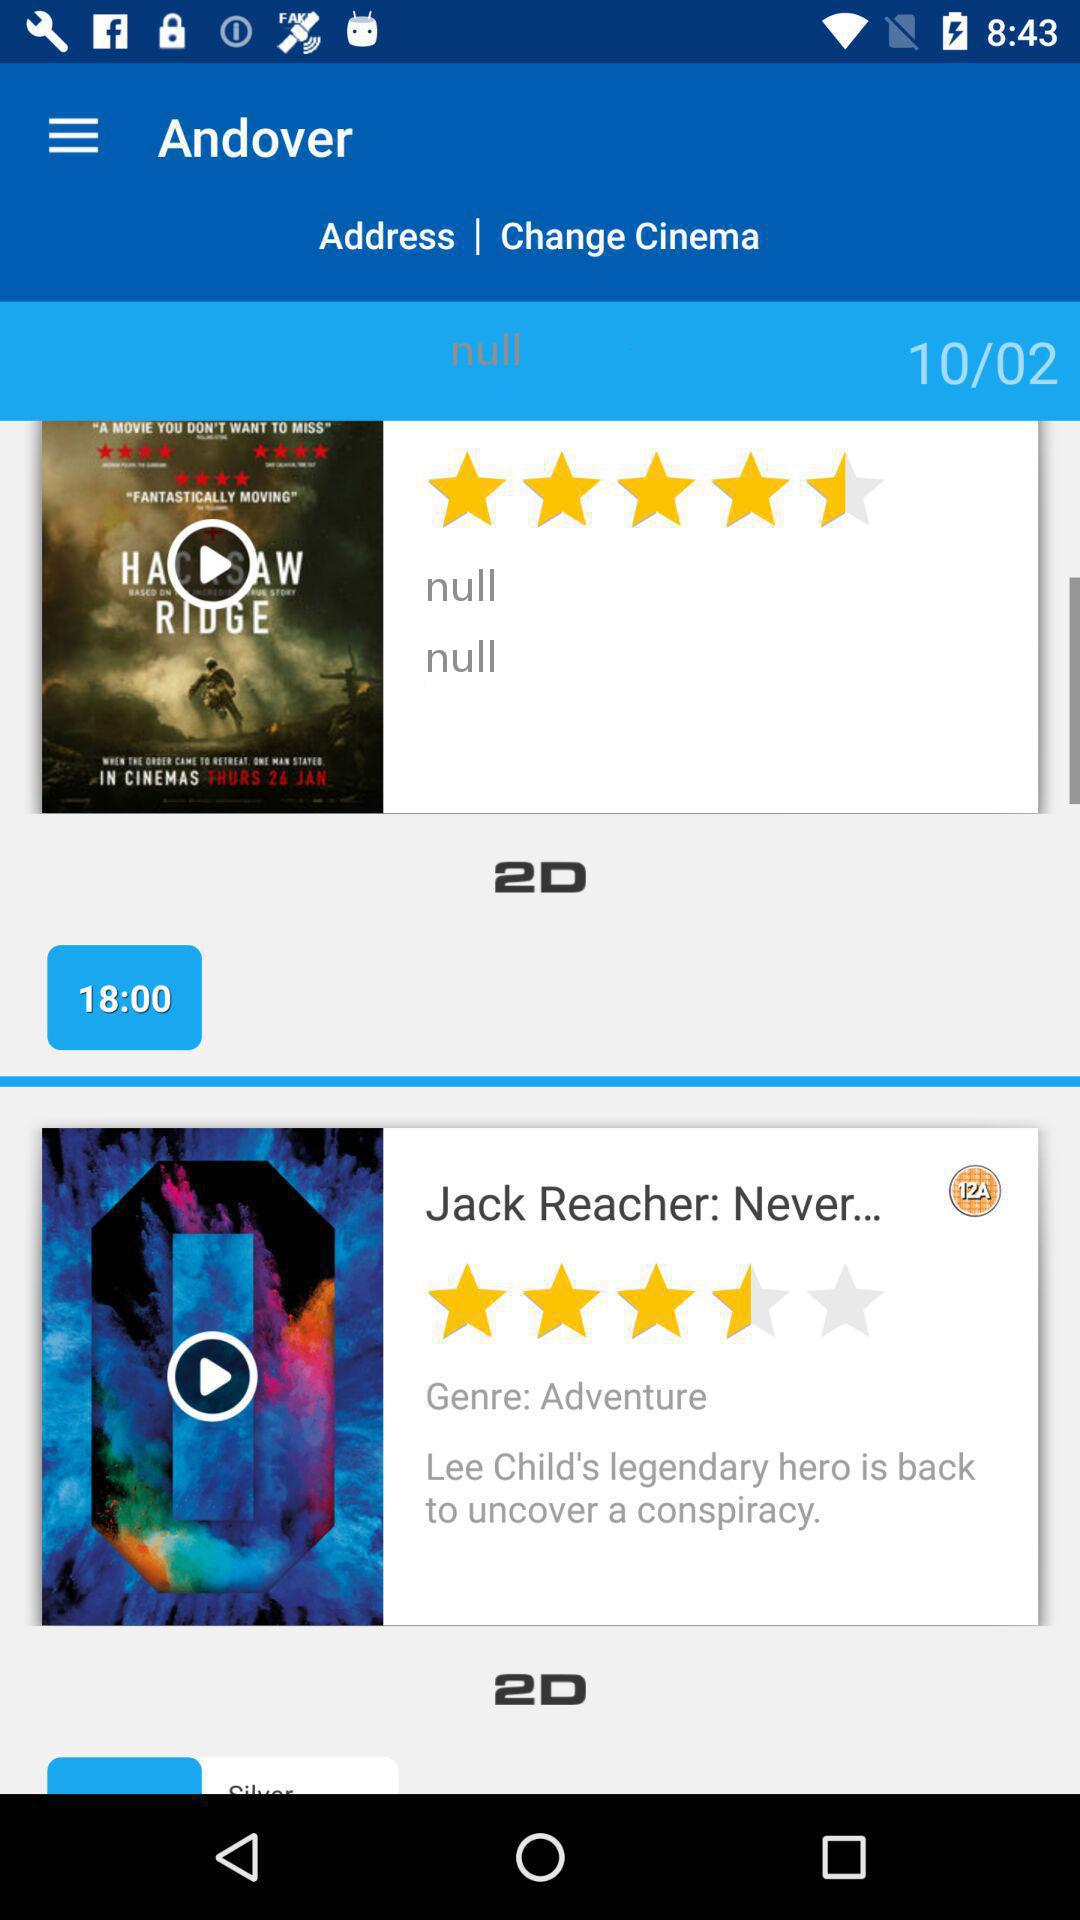 FAKE
8:43
Andover
Address | Change Cinema
null
10/02
"A MOVIE YOU DON'T WANT TO MISS"
"FANTASTICALLY MOVING"
HACKSAW
RIDGE
WHEN THE ORDER CAME TO RETREAT. ONE MAN STAYED.
IN CINEMAS THURS 26 JAN
null
null
2D
18:00
Jack Reacher: Never...
12A
Genre: Adventure
Lee Child's legendary hero is back
to uncover a conspiracy.
2D
Silver